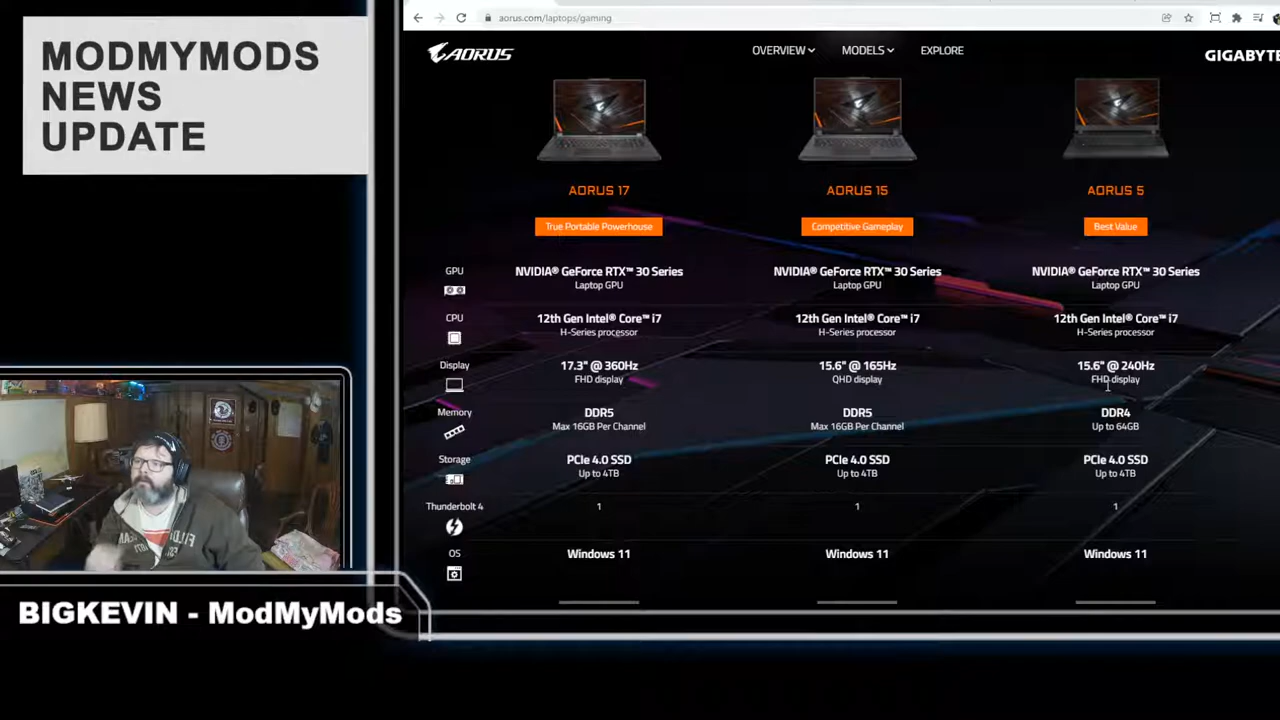 MODMYMODS
NEWS
UPDATE
aorus.com/laptops/gaming
AORUS
OVERVIEW
MODELS
EXPLORE
GIGABYTE
AORUS 17
AORUS 15
AORUS 5
True Portable Powerhouse
Competitive Gameplay
Best Value
GPU
NVIDIA® GeForce RTX™ 30 Series
Laptop GPU
NVIDIA® GeForce RTX™ 30 Series
Laptop GPU
NVIDIA® GeForce RTX™ 30 Series
Laptop GPU
CPU
12th Gen Intel® Core™ i7
H-Series processor
12th Gen Intel® Core™ i7
H-Series processor
12th Gen Intel® Core™ i7
H-Series processor
Display
17.3" @ 360Hz
FHD display
15.6" @ 165Hz
QHD display
15.6" @ 240Hz
FHD display
Memory
DDR5
Max 16GB Per Channel
DDR5
Max 16GB Per Channel
DDR4
Up to 64GB
Storage
PCIe 4.0 SSD
Up to 4TB
PCIe 4.0 SSD
Up to 4TB
PCIe 4.0 SSD
Up to 4TB
Thunderbolt 4
1
1
1
OS
Windows 11
Windows 11
Windows 11
BIGKEVIN - ModMyMods